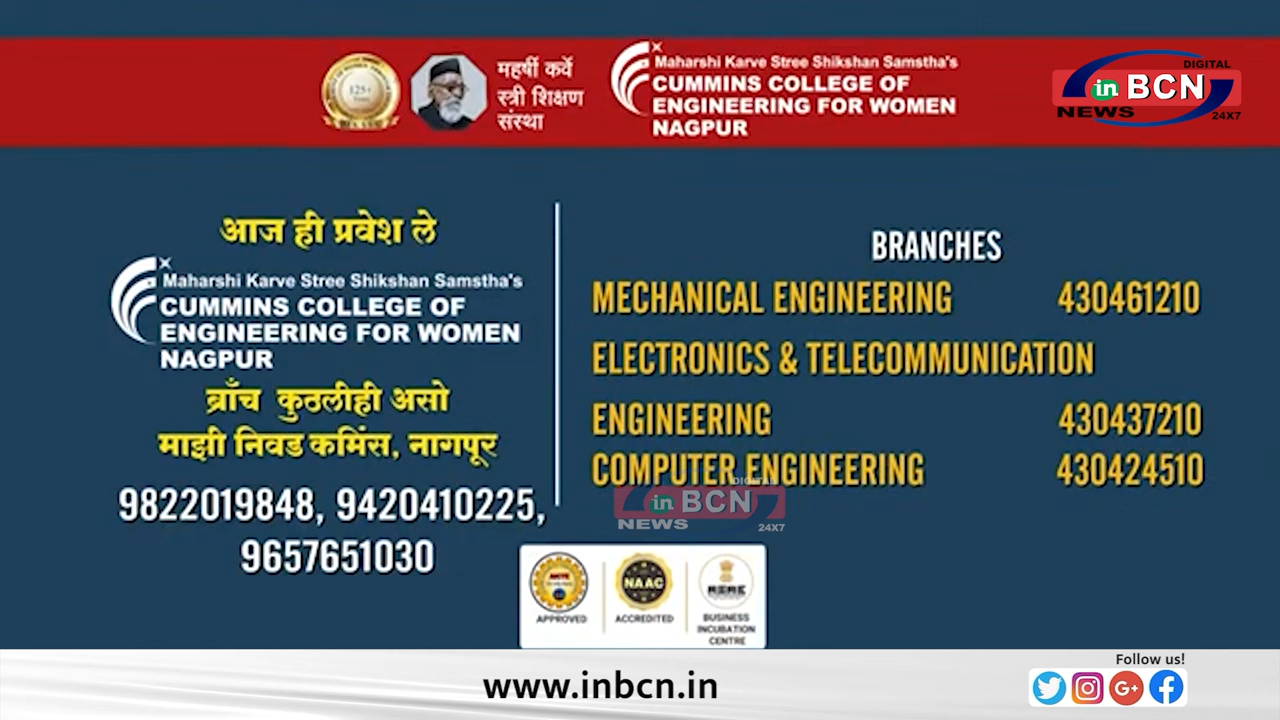 125+
महर्षी कर्वे
स्त्री शिक्षण
संस्था
Maharshi Karve Stree Shikshan Samstha's
CUMMINS COLLEGE OF
ENGINEERING FOR WOMEN
NAGPUR
DIGITAL
in BCN
NEWS 24X7
आज ही प्रवेश ले
Maharshi Karve Stree Shikshan Samstha's
CUMMINS COLLEGE OF
ENGINEERING FOR WOMEN
NAGPUR
ब्राँच कुठलीही असो
माझी निवड कमिंस, नागपूर
9822019848, 9420410225,
9657651030
BRANCHES
MECHANICAL ENGINEERING 430461210
ELECTRONICS & TELECOMMUNICATION
ENGINEERING 430437210
COMPUTER ENGINEERING 430424510
DIGITAL
in BCN
NEWS 24X7
APPROVED
NAAC
ACCREDITED
BUSINESS
INCUBATION
CENTRE
www.inbcn.in
Follow us!